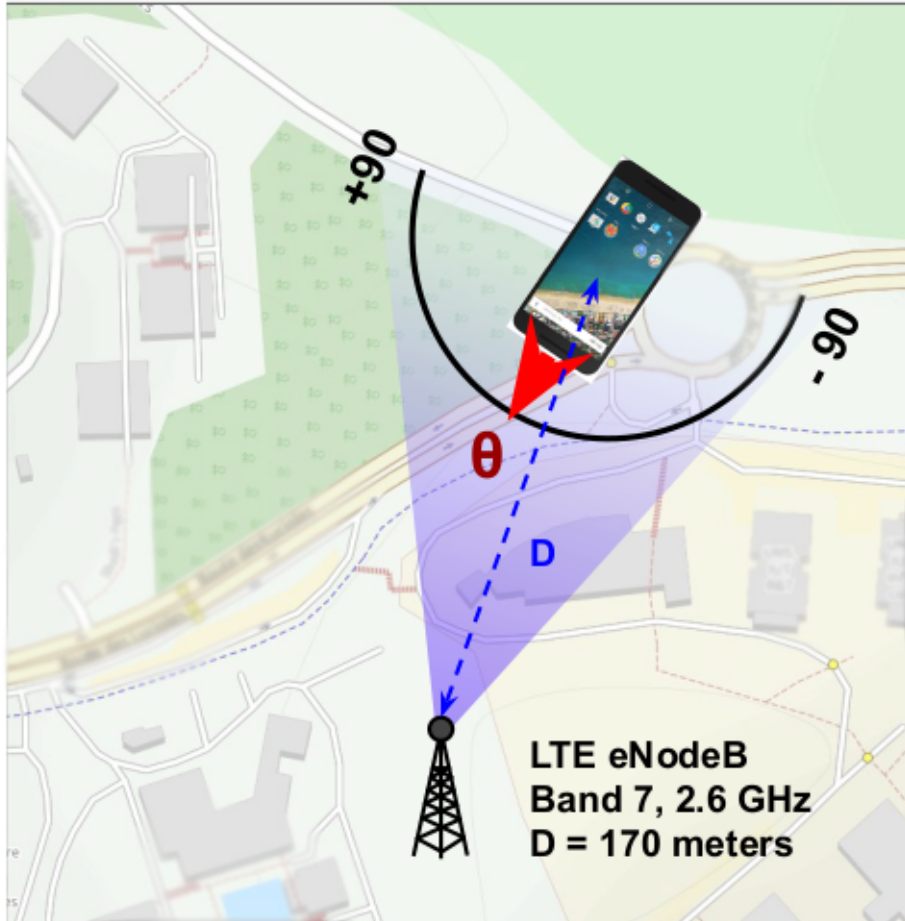 +90
- 90
θ
D
LTE eNodeB
Band 7, 2.6 GHz
D = 170 meters